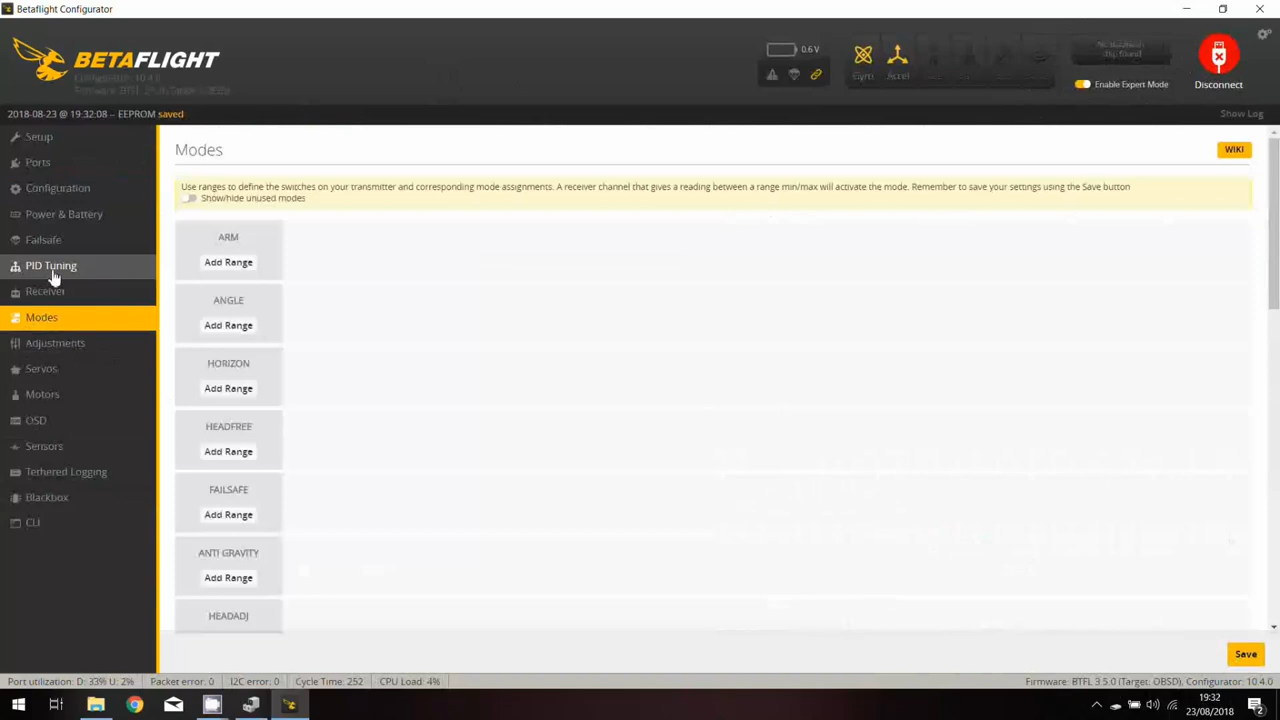 Betaflight Configurator
BETAFLIGHT
0.6 V
Gyro
Accel
Enable Expert Mode
Disconnect
2018-08-23 @ 19:32:08 – EEPROM saved
Show Log
Setup
Ports
Configuration
Power & Battery
Failsafe
PID Tuning
Receiver
Modes
Adjustments
Servos
Motors
OSD
Sensors
Tethered Logging
Blackbox
CLI
Modes
WIKI
Use ranges to define the switches on your transmitter and corresponding mode assignments. A receiver channel that gives a reading between a range min/max will activate the mode. Remember to save your settings using the Save button
Show/hide unused modes
ARM
Add Range
ANGLE
Add Range
HORIZON
Add Range
HEADFREE
Add Range
FAILSAFE
Add Range
ANTI GRAVITY
Add Range
HEADADJ
Save
Port utilization: D: 33% U: 2%
Packet error: 0
I2C error: 0
Cycle Time: 252
CPU Load: 4%
Firmware: BTFL 3.5.0 (Target: OBSD), Configurator: 10.4.0
19:32
23/08/2018
2